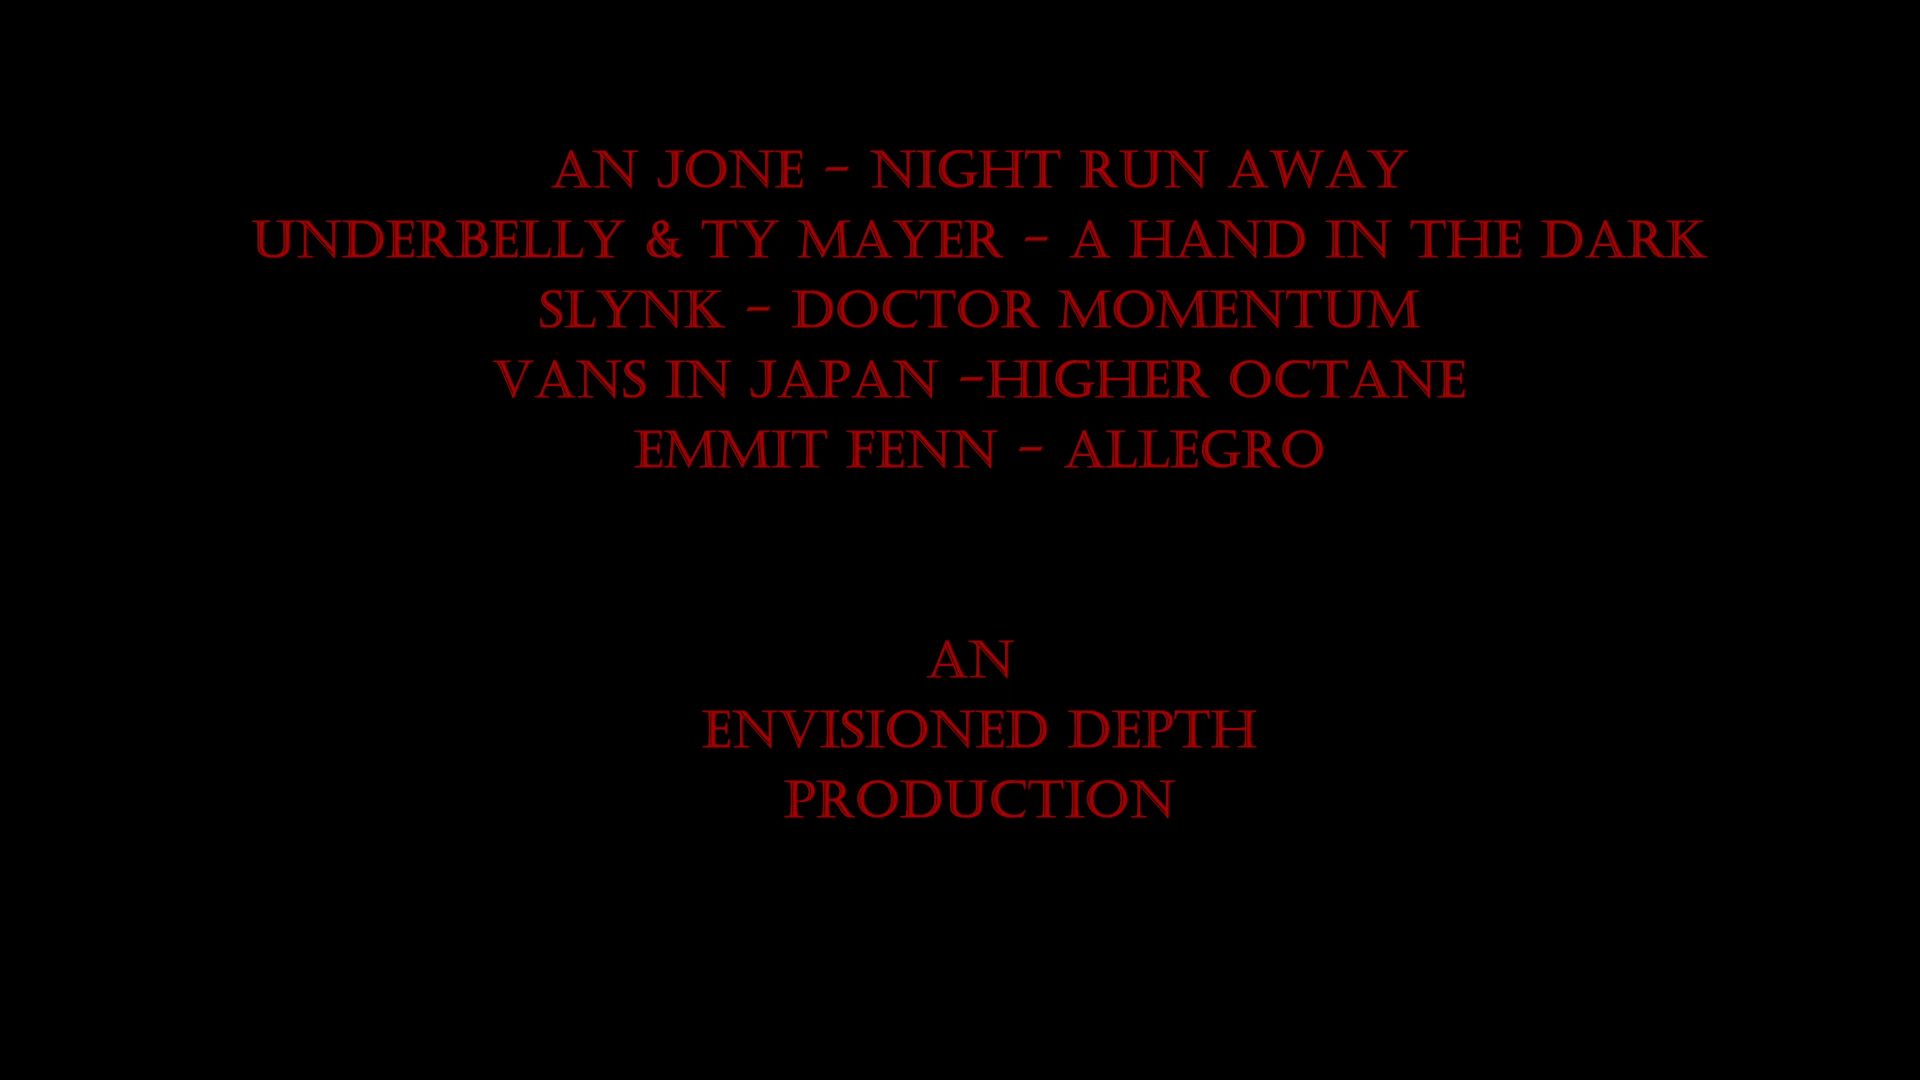 AN JONE - NIGHT RUN AWAY
UNDERBELLY & TY MAYER - A HAND IN THE DARK
SLYNK - DOCTOR MOMENTUM
VANS IN JAPAN -HIGHER OCTANE
EMMIT FENN - ALLEGRO
AN
ENVISIONED DEPTH
PRODUCTION